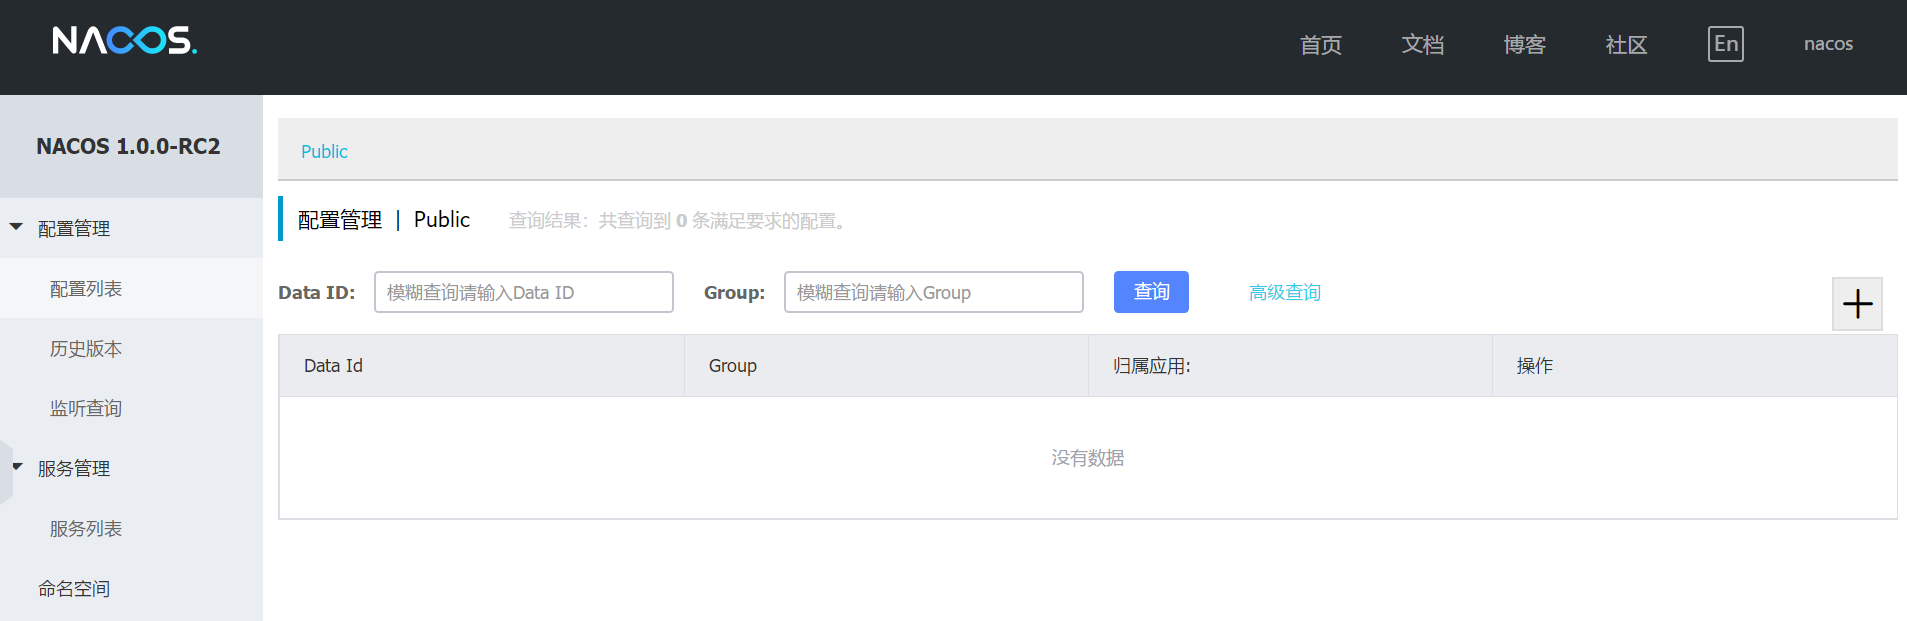 NACOS.
首页 文档 博客 社区 En nacos
NACOS 1.0.0-RC2
配置管理
配置列表
历史版本
监听查询
服务管理
服务列表
命名空间
Public
配置管理 | Public 查询结果：共查询到 0 条满足要求的配置。
Data ID: 模糊查询请输入Data ID Group: 模糊查询请输入Group 查询 高级查询
Data Id Group 归属应用: 操作
没有数据